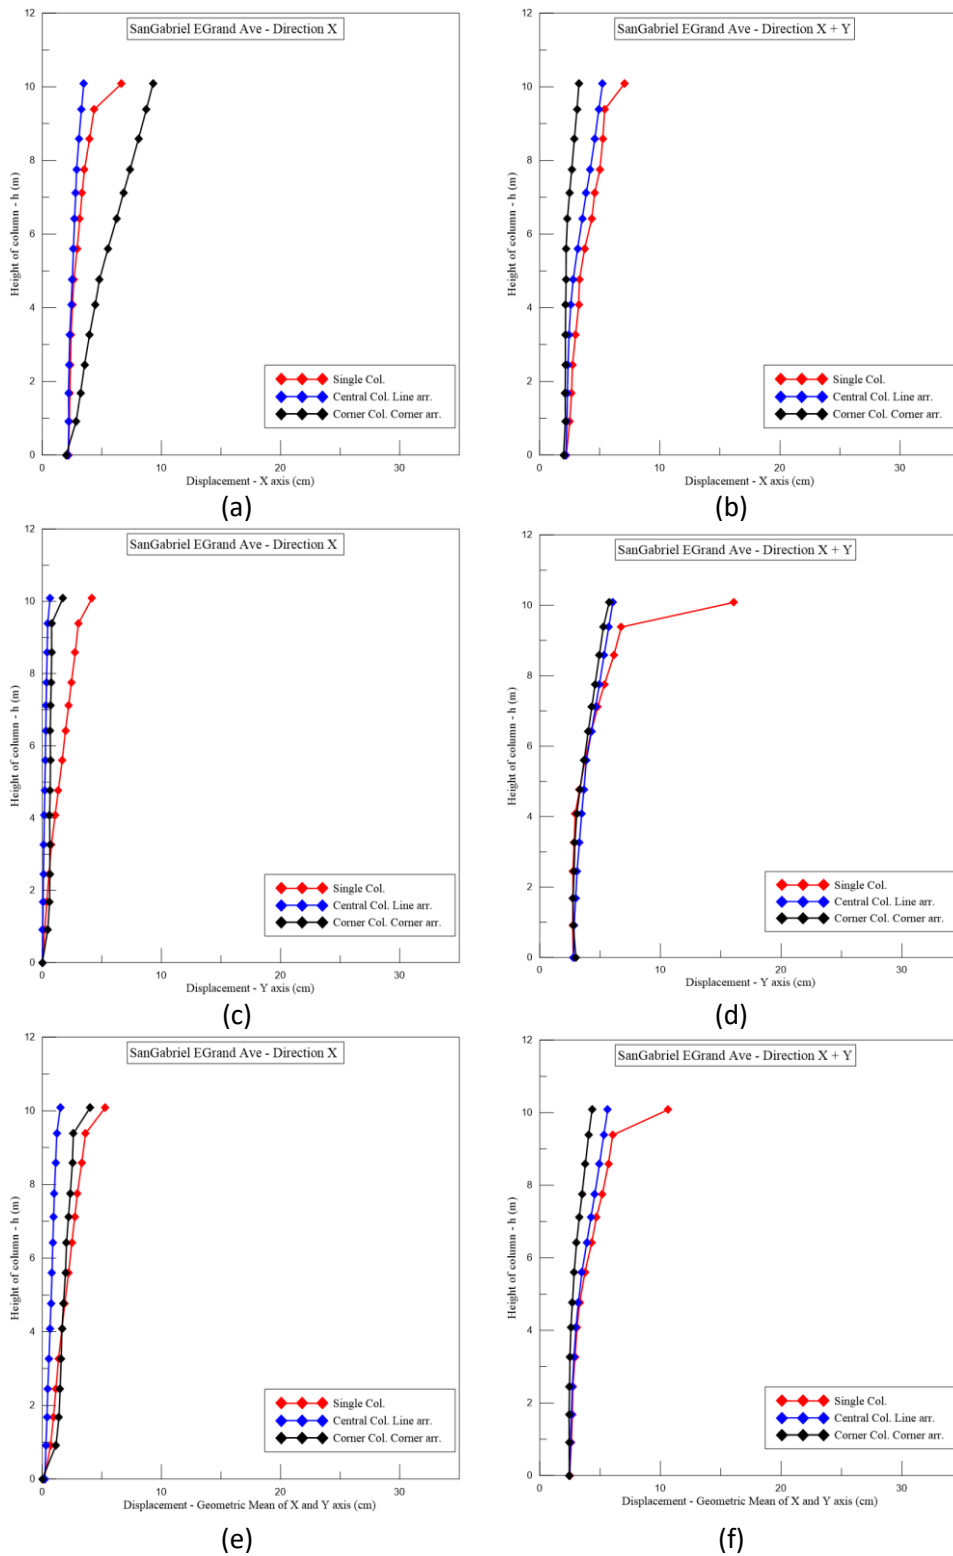 12
SanGabriel EGrand Ave - Direction X
10
8
6
4
2
0
Height of column - h (m)
Single Col.
Central Col. Line arr.
Corner Col. Corner arr.
0 10 20 30
Displacement - X axis (cm)
(a)
12
SanGabriel EGrand Ave - Direction X + Y
10
8
6
4
2
0
Height of column - h (m)
Single Col.
Central Col. Line arr.
Corner Col. Corner arr.
0 10 20 30
Displacement - X axis (cm)
(b)
12
SanGabriel EGrand Ave - Direction X
10
8
6
4
2
0
Height of column - h (m)
Single Col.
Central Col. Line arr.
Corner Col. Corner arr.
0 10 20 30
Displacement - Y axis (cm)
(c)
12
SanGabriel EGrand Ave - Direction X + Y
10
8
6
4
2
0
Height of column - h (m)
Single Col.
Central Col. Line arr.
Corner Col. Corner arr.
0 10 20 30
Displacement - Y axis (cm)
(d)
12
SanGabriel EGrand Ave - Direction X
10
8
6
4
2
0
Height of column - h (m)
Single Col.
Central Col. Line arr.
Corner Col. Corner arr.
0 10 20 30
Displacement - Geometric Mean of X and Y axis (cm)
(e)
12
SanGabriel EGrand Ave - Direction X + Y
10
8
6
4
2
0
Height of column - h (m)
Single Col.
Central Col. Line arr.
Corner Col. Corner arr.
0 10 20 30
Displacement - Geometric Mean of X and Y axis (cm)
(f)